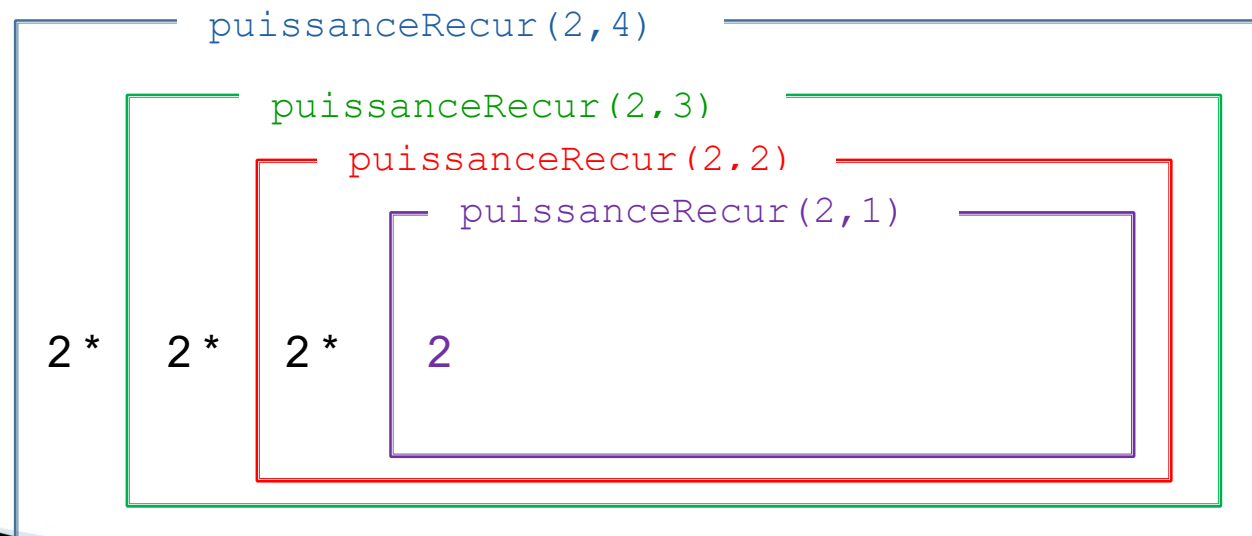 puissanceRecur(2,4)
puissanceRecur(2,3)
puissanceRecur(2,2)
puissanceRecur(2,1)
2 * 2 * 2 * 2